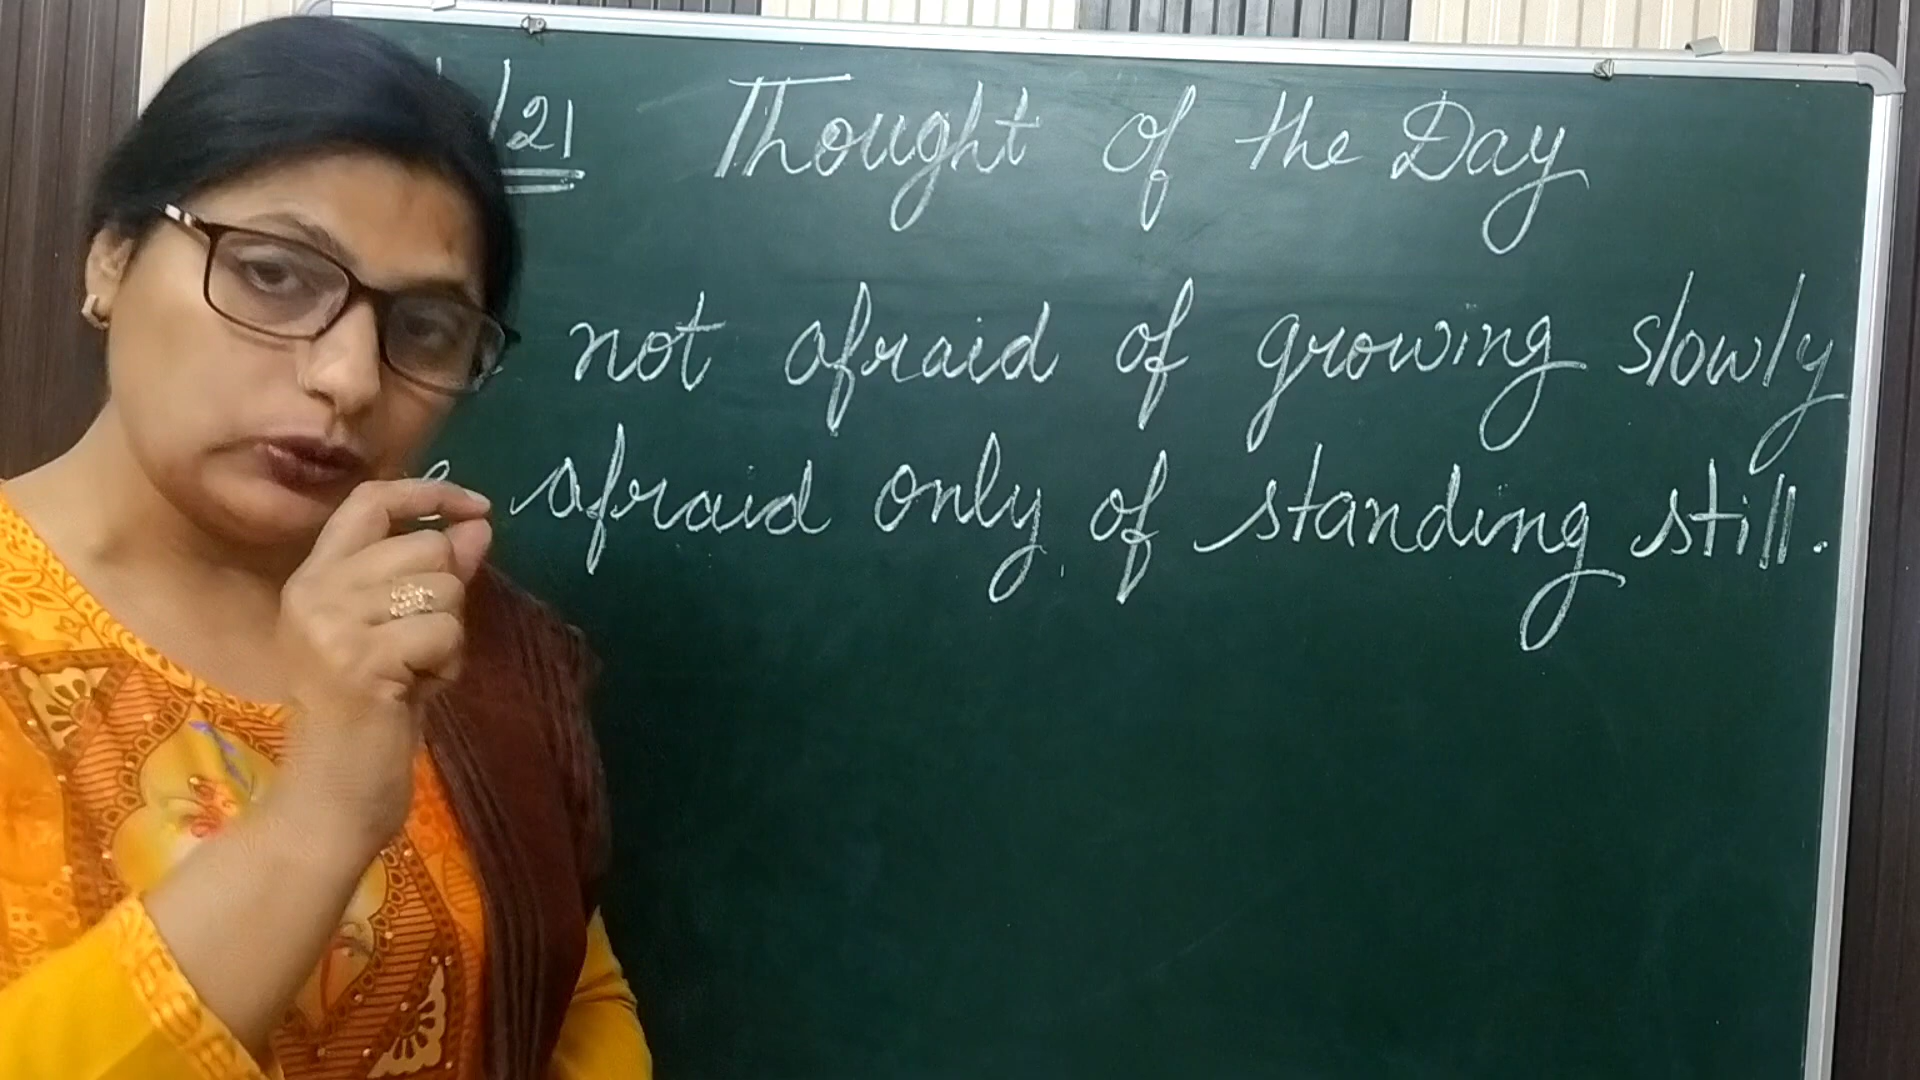 /21 Thought of the Day
not afraid of growing slowly
afraid only of standing still.